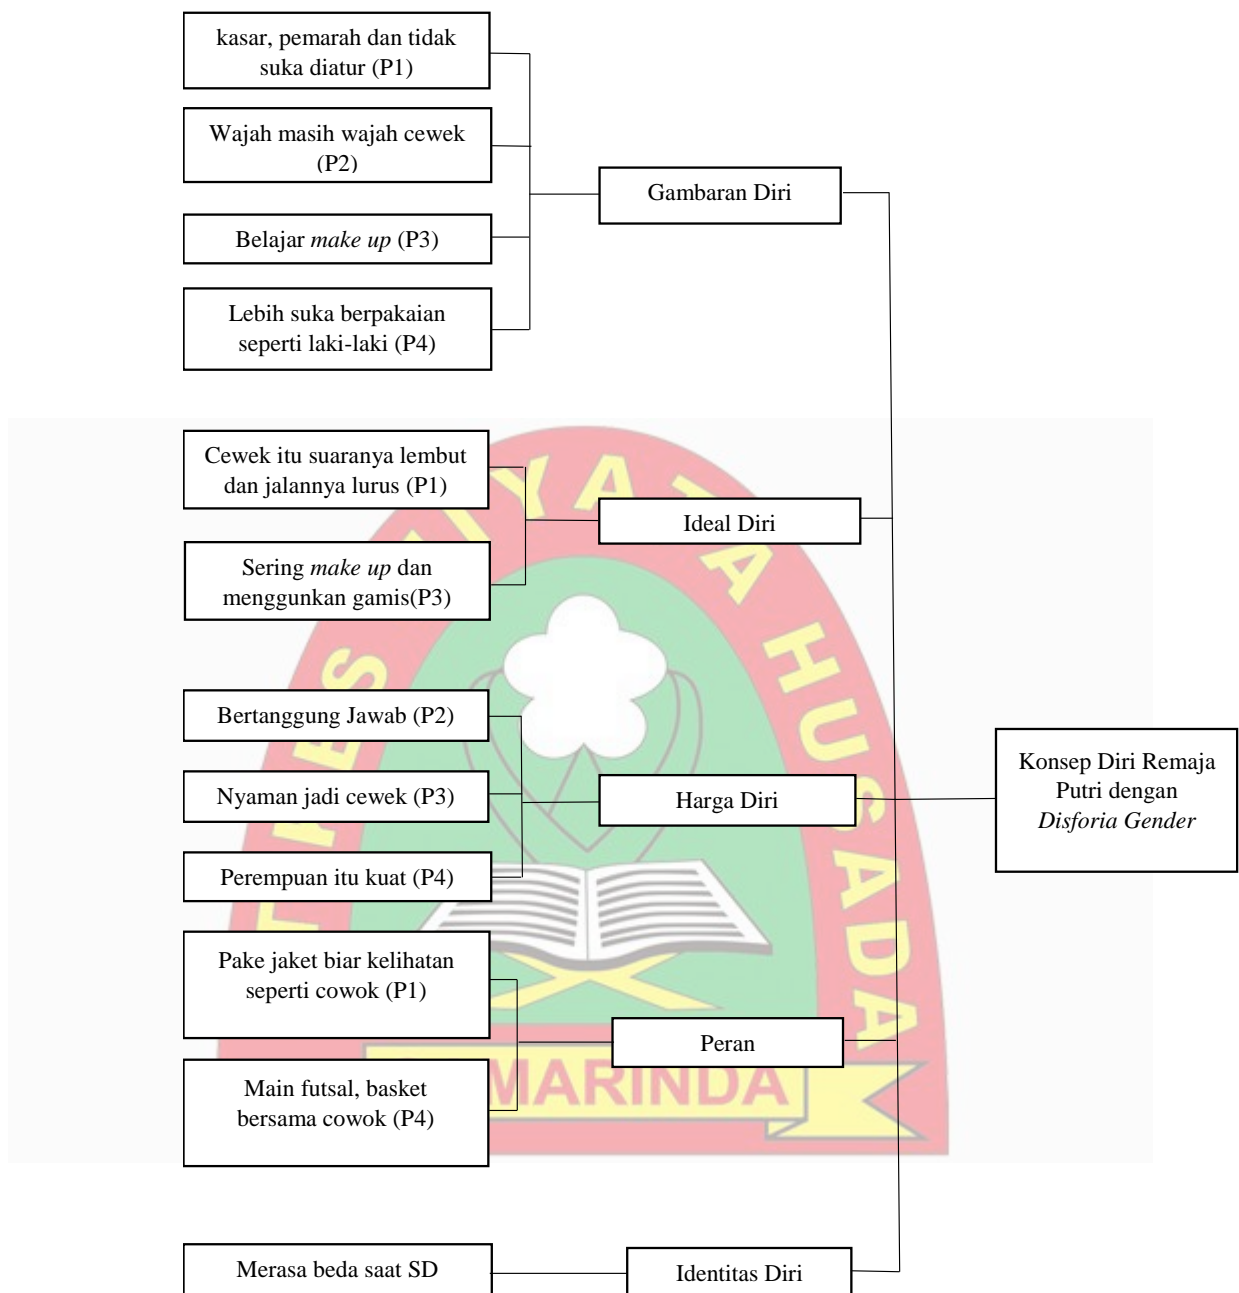 kasar, pemarah dan tidak
suka diatur (P1)
Wajah masih wajah cewek
(P2)
Gambaran Diri
Belajar make up (P3)
Lebih suka berpakaian
seperti laki-laki (P4)
Cewek itu suaranya lembut
dan jalannya lurus (P1)
Ideal Diri
Sering make up dan
menggunkan gamis(P3)
Bertanggung Jawab (P2)
Nyaman jadi cewek (P3)
Harga Diri
Perempuan itu kuat (P4)
Konsep Diri Remaja
Putri dengan
Disforia Gender
Pake jaket biar kelihatan
seperti cowok (P1)
Peran
Main futsal, basket
bersama cowok (P4)
Merasa beda saat SD
Identitas Diri
HUSADA